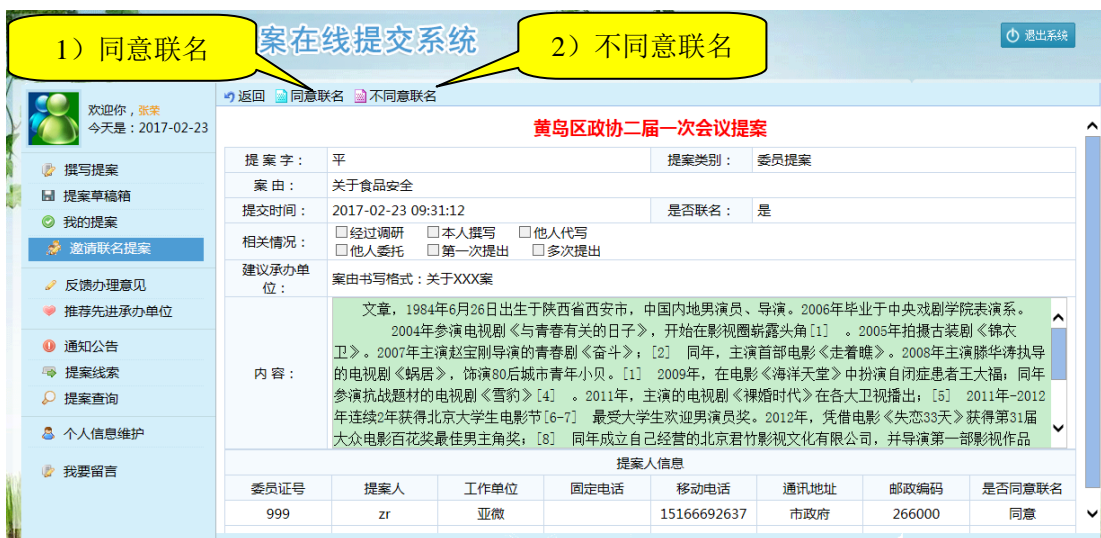 1）同意联名
案在线提交系统
2）不同意联名
退出系统
欢迎你，张荣
今天是：2017-02-23
返回 同意联名 不同意联名
撰写提案
提案草稿箱
我的提案
邀请联名提案
反馈办理意见
推荐先进承办单位
通知公告
提案线索
提案查询
个人信息维护
我要留言
黄岛区政协二届一次会议提案
提 案 字： 平 提案类别： 委员提案
案 由： 关于食品安全
提交时间： 2017-02-23 09:31:12 是否联名： 是
相关情况： 经过调研 本人撰写 他人代写
他人委托 第一次提出 多次提出
建议承办单
位：
案由书写格式：关于XXX案
内 容：
文章，1984年6月26日出生于陕西省西安市，中国内地男演员、导演。2006年毕业于中央戏剧学院表演系。
2004年参演电视剧《与青春有关的日子》，开始在影视圈崭露头角[1] 。2005年拍摄古装剧《锦衣
卫》。2007年主演赵宝刚导演的青春剧《奋斗》；[2] 同年，主演首部电影《走着瞧》。2008年主演滕华涛执导
的电视剧《蜗居》，饰演80后城市青年小贝。[1] 2009年，在电影《海洋天堂》中扮演自闭症患者王大福；同年
参演抗战题材的电视剧《雪豹》[4] 。2011年，主演的电视剧《裸婚时代》在各大卫视播出；[5] 2011年-2012
年连续2年获得北京大学生电影节[6-7] 最受大学生欢迎男演员奖。2012年，凭借电影《失恋33天》获得第31届
大众电影百花奖最佳男主角奖；[8] 同年成立自己经营的北京君竹影视文化有限公司，并导演第一部影视作品
提案人信息
委员证号 提案人 工作单位 固定电话 移动电话 通讯地址 邮政编码 是否同意联名
999 zr 亚微 15166692637 市政府 266000 同意